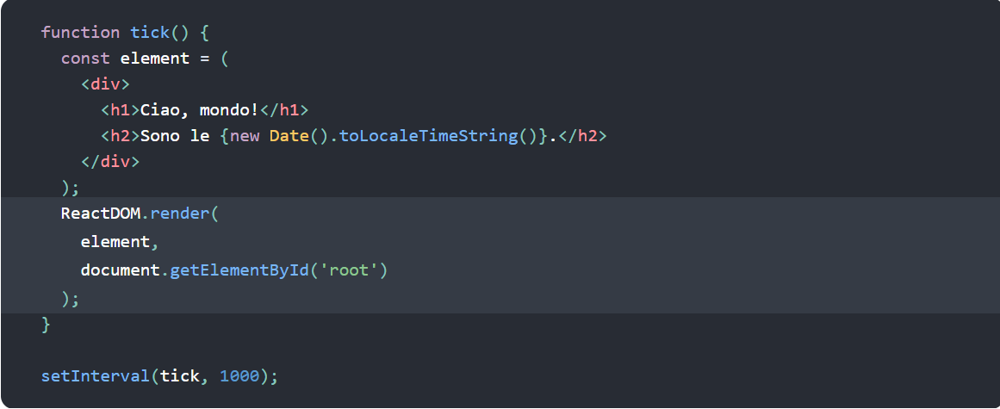 function tick() {
  const element = (
    <div>
      <h1>Ciao, mondo!</h1>
      <h2>Sono le {new Date().toLocaleTimeString()}.</h2>
    </div>
  );
  ReactDOM.render(
    element,
    document.getElementById('root')
  );
}

setInterval(tick, 1000);